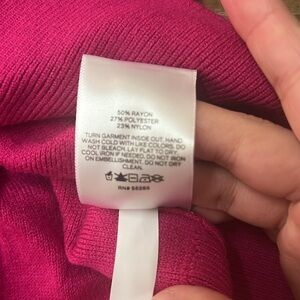 50% RAYON
27% POLYESTER
23% NYLON
TURN GARMENT INSIDE OUT. HAND
WASH COLD WITH LIKE COLORS. DO
NOT BLEACH. LAY FLAT TO DRY.
COOL IRON IF NEEDED. DO NOT IRON
ON EMBELLISHMENT. DO NOT DRY
CLEAN.
RN#